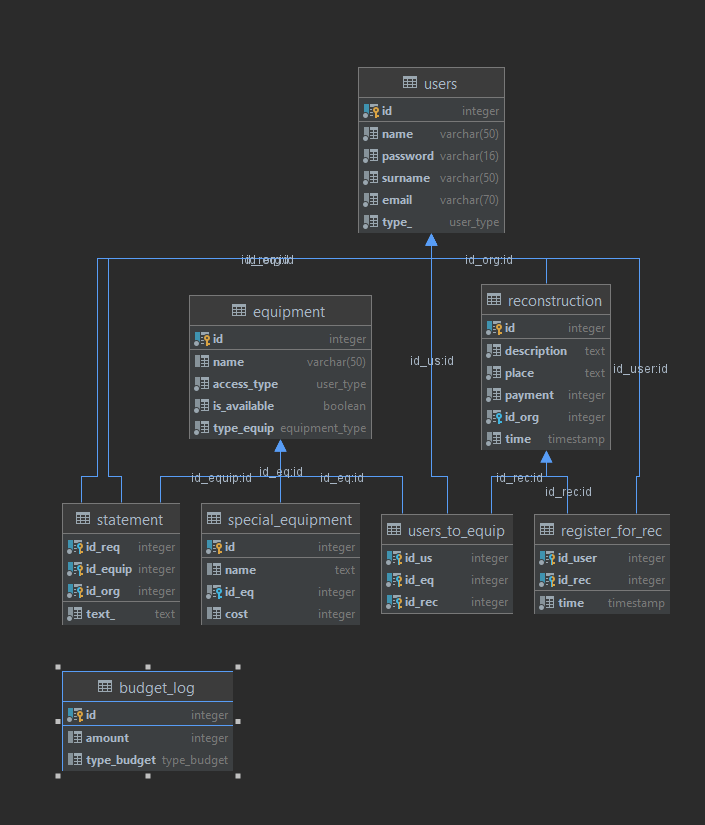 users
id integer
name varchar(50)
password varchar(16)
surname varchar(50)
email varchar(70)
type_ user_type
id_org:id
equipment
id integer
name varchar(50)
access_type user_type
is_available boolean
type_equip equipment_type
reconstruction
id integer
description text
place text
payment integer
id_org integer
time timestamp
id_us:id
id_user:id
id_equip:id
id_eq:id
id_eq:id
id_rec:id
id_rec:id
statement
id_req integer
id_equip integer
id_org integer
text_ text
special_equipment
id integer
name text
id_eq integer
cost integer
users_to_equip
id_us integer
id_eq integer
id_rec integer
register_for_rec
id_user integer
id_rec integer
time timestamp
budget_log
id integer
amount integer
type_budget type_budget